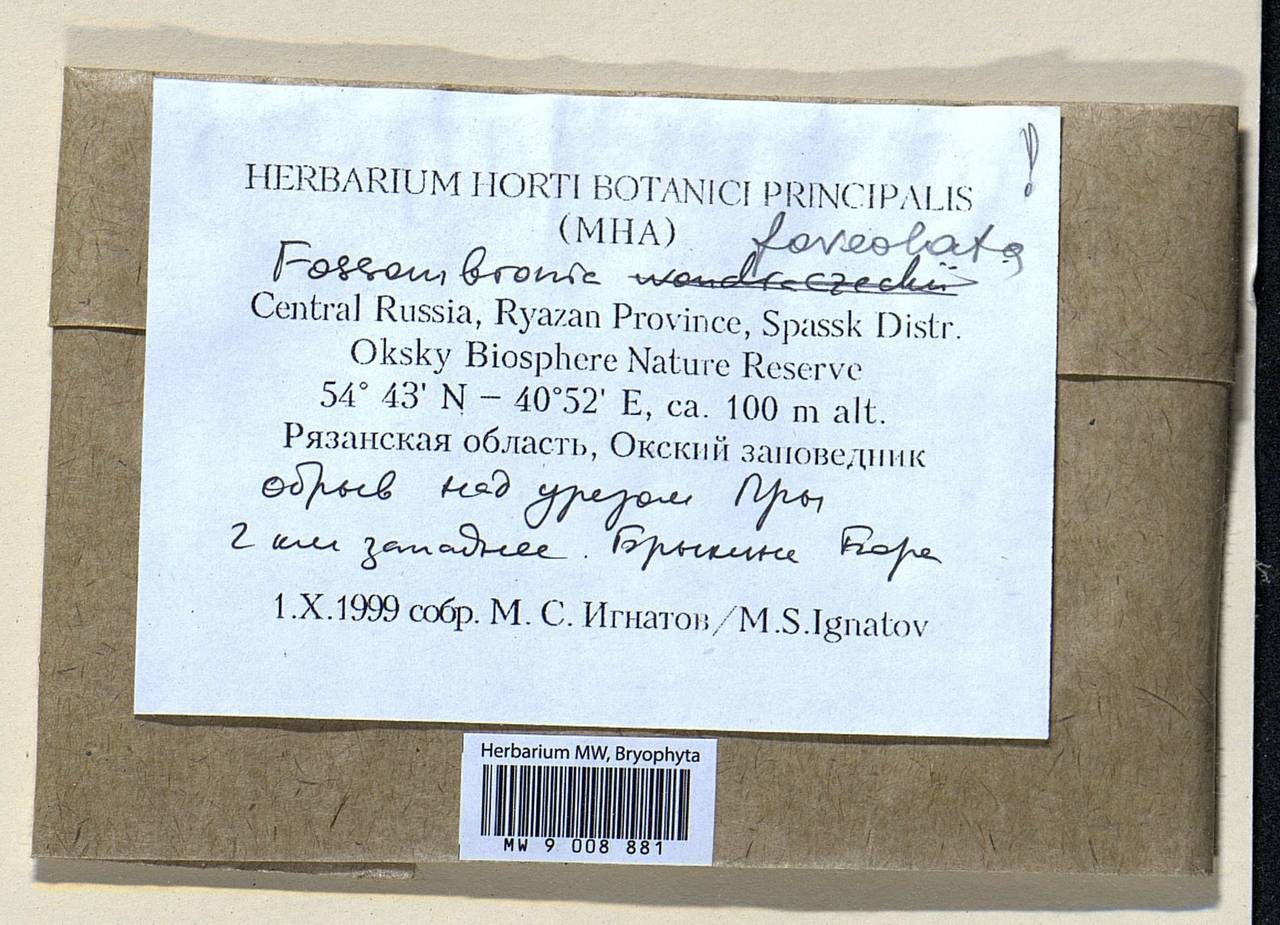 !
HERBARIUM HORTI BOTANICI PRINCIPALIS
(MHA)
foveolata
Fossombronia wondraczekii
Central Russia, Ryazan Province, Spassk Distr.
Oksky Biosphere Nature Reserve
54° 43' N – 40°52' E, ca. 100 m alt.
Рязанская область, Окский заповедник
обрыв над урезом Пры
2 км западнее. Брыкина Бора
1.X.1999 собр. М. С. Игнатов/M.S.Ignatov
Herbarium MW, Bryophyta
MW 9 008 881